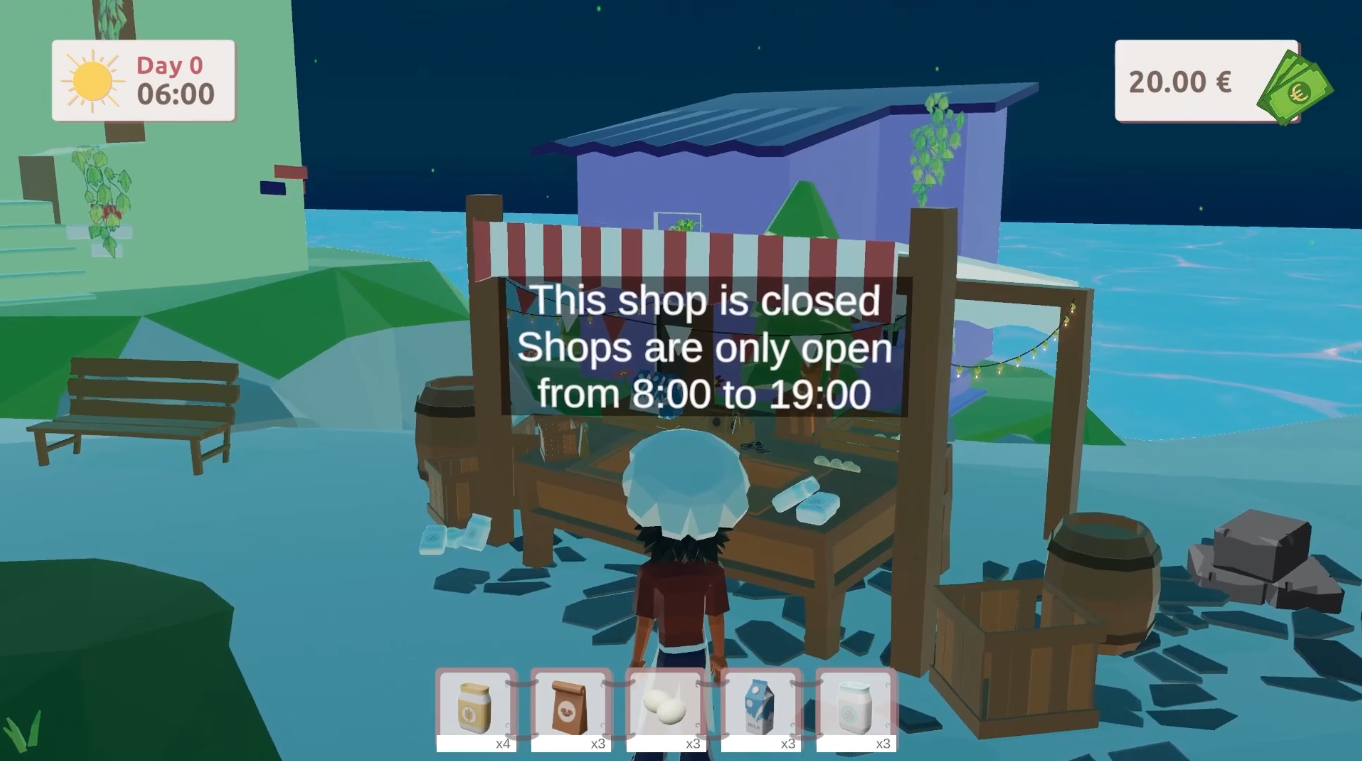 Day 0
06:00
20.00 €
This shop is closed
Shops are only open
from 8:00 to 19:00
x4
x3
x3
x3
x3